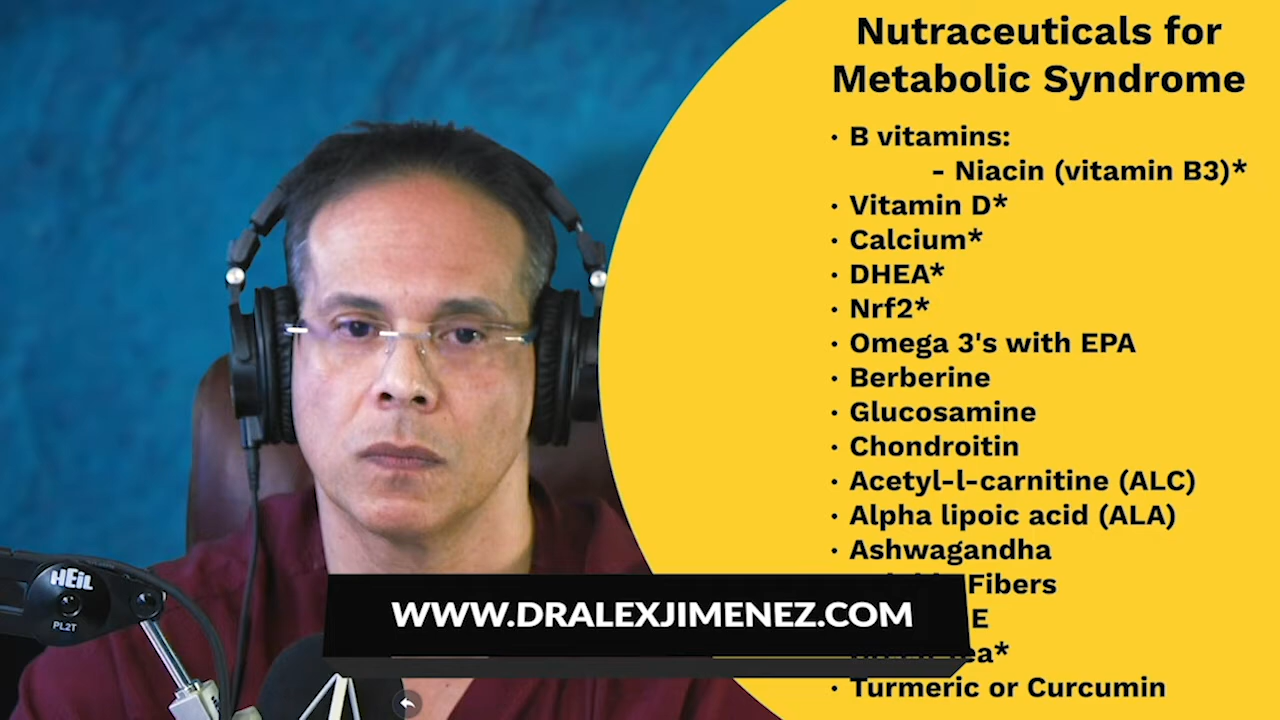 Nutraceuticals for
Metabolic Syndrome
• B vitamins:
- Niacin (vitamin B3)*
• Vitamin D*
• Calcium*
• DHEA*
• Nrf2*
• Omega 3's with EPA
• Berberine
• Glucosamine
• Chondroitin
• Acetyl-l-carnitine (ALC)
• Alpha lipoic acid (ALA)
• Ashwagandha
Fibers
E
• Turmeric or Curcumin
WWW.DRALEXJIMENEZ.COM
HEiL
PL2T